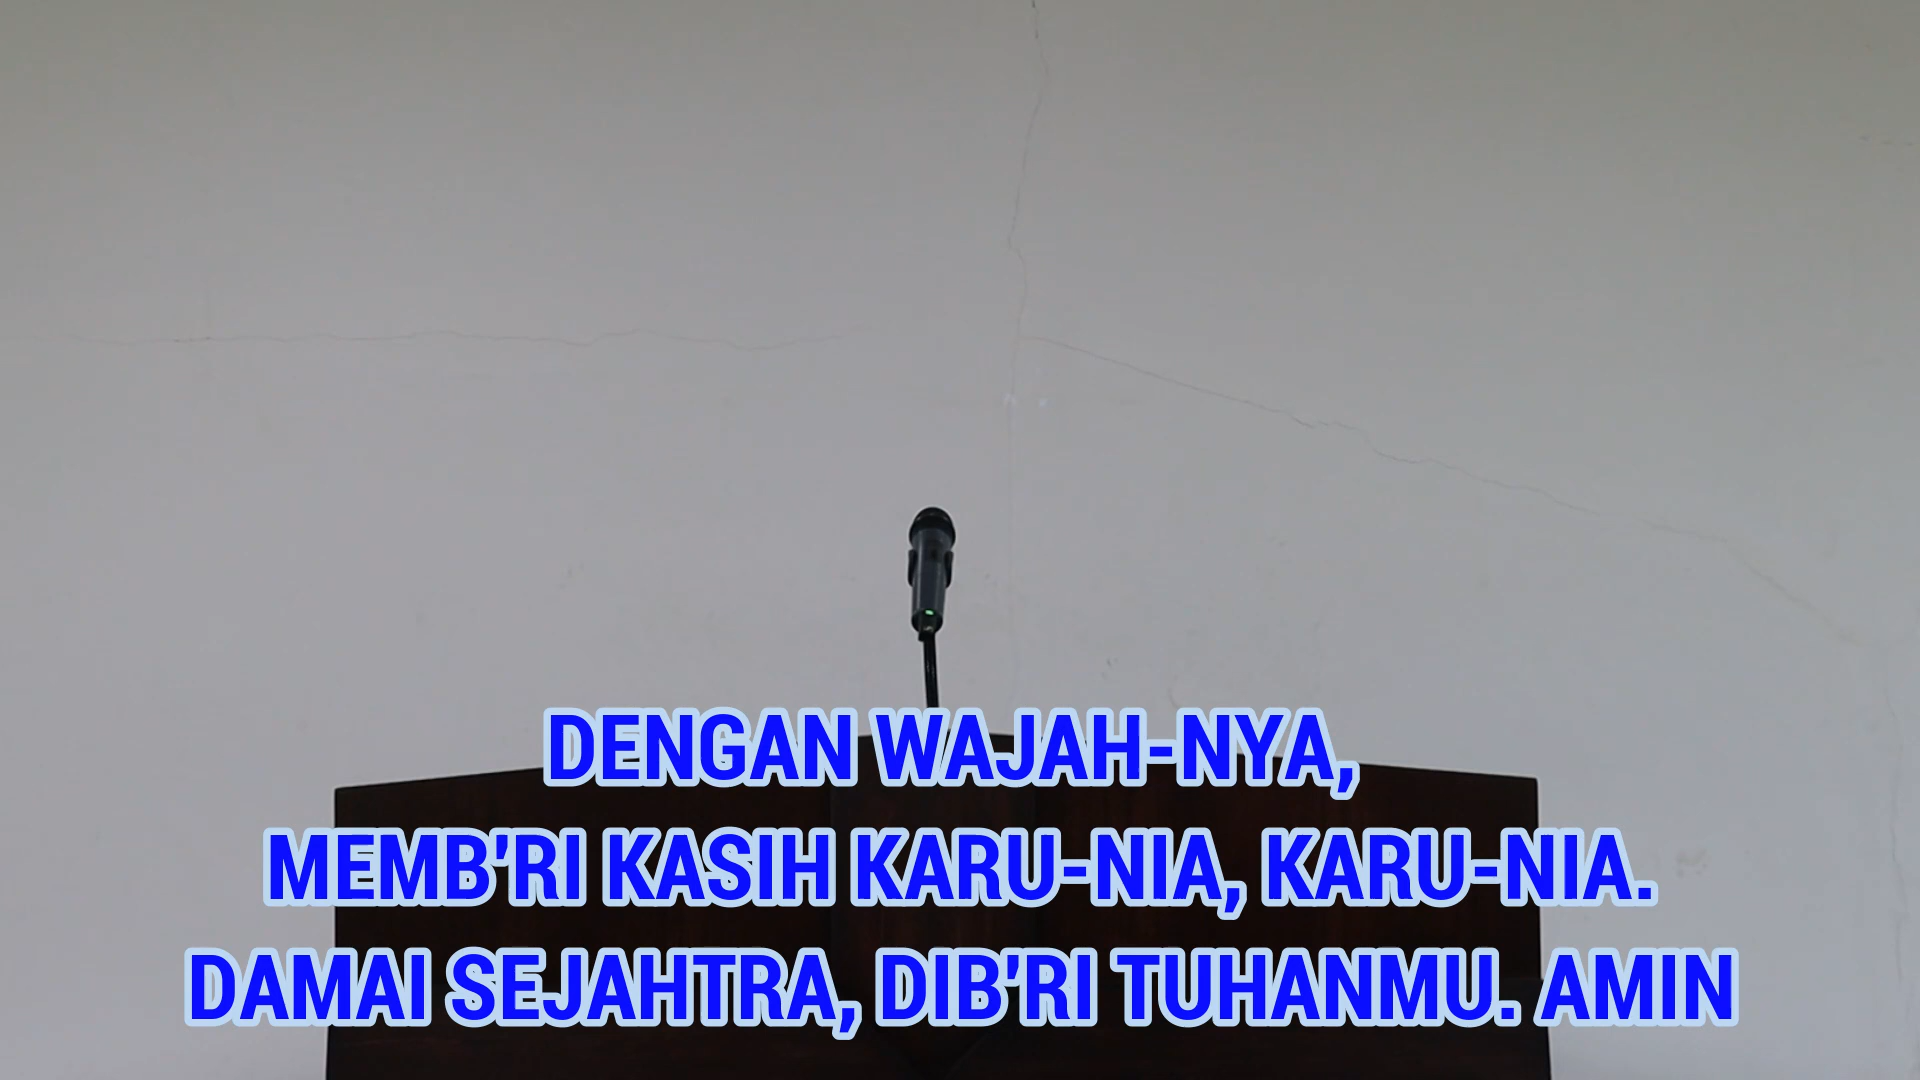 DENGAN WAJAH-NYA,
MEMB'RI KASIH KARU-NIA, KARU-NIA.
DAMAI SEJAHTRA, DIB'RI TUHANMU. AMIN